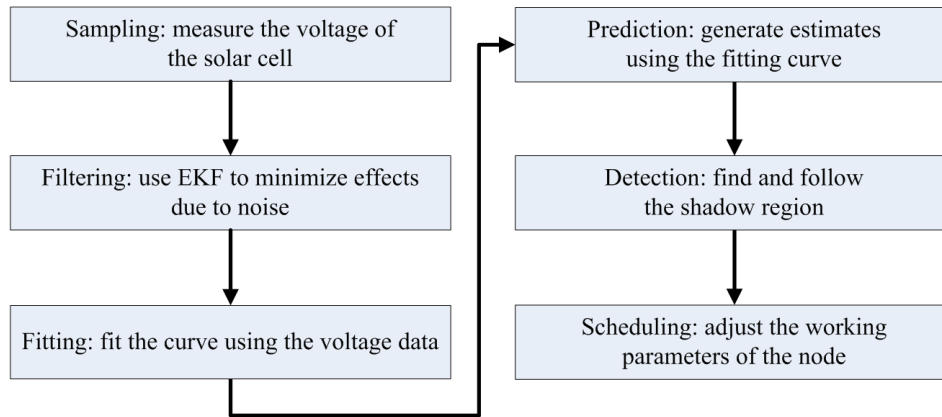 Sampling: measure the voltage of
the solar cell
Filtering: use EKF to minimize effects
due to noise
Fitting: fit the curve using the voltage data
Prediction: generate estimates
using the fitting curve
Detection: find and follow
the shadow region
Scheduling: adjust the working
parameters of the node